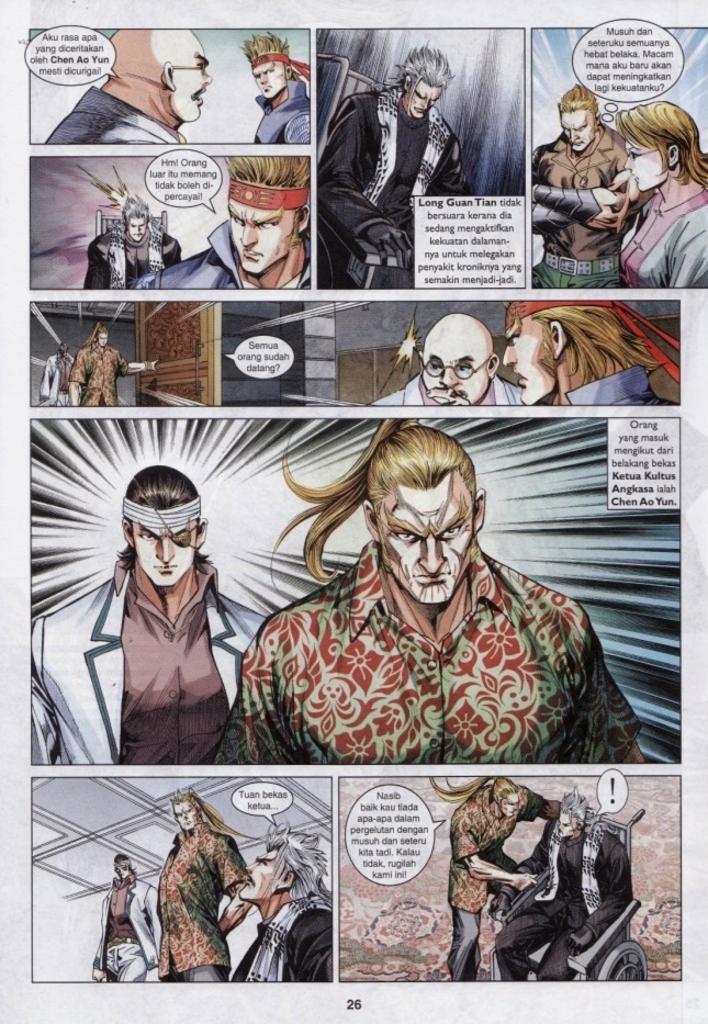 Aku rasa apa
yang diceritakan
oleh Chen Ao Yun
mesti dicurigai!
Hm! Orang
luar itu memang
tidak boleh di-
percayai!
Long Guan Tian tidak
bersuara kerana dia
sedang mengaktifkan
kekuatan dalaman-
nya untuk melegakan
penyakit kroniknya yang
semakin menjadi-jadi.
Musuh dan
seteruku semuanya
hebat belaka. Macam
mana aku baru akan
dapat meningkatkan
lagi kekuatanku?
Semua
orang sudah
datang?
Orang
yang masuk
mengikut dari
belakang bekas
Ketua Kultus
Angkasa ialah
Chen Ao Yun.
Tuan bekas
ketua...
Nasib
baik kau tiada
apa-apa dalam
pergelutan dengan
musuh dan seteru
kita tadi. Kalau
tidak, rugilah
kami ini!
!
26